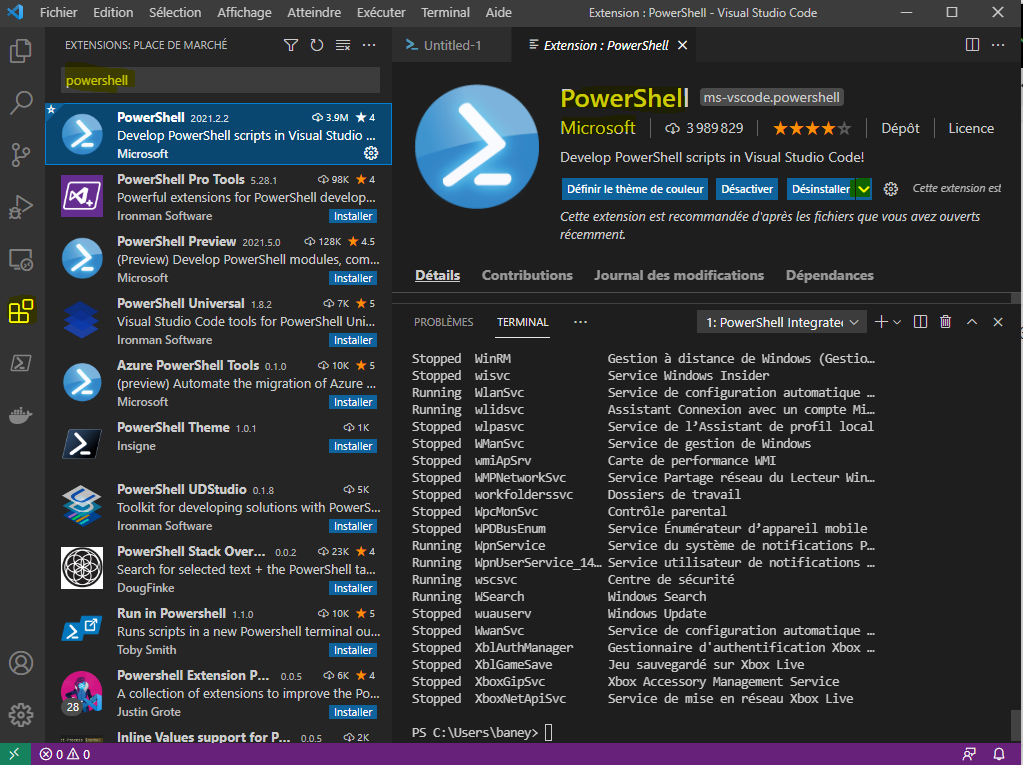 Fichier Edition Sélection Affichage Atteindre Exécuter Terminal Aide Extension : PowerShell - Visual Studio Code
EXTENSIONS: PLACE DE MARCHÉ
powershell
PowerShell 2021.2.2 3.9M 4
Develop PowerShell scripts in Visual Studio ...
Microsoft
PowerShell Pro Tools 5.28.1 98K 4
Powerful extensions for PowerShell develop...
Ironman Software Installer
PowerShell Preview 2021.5.0 128K 4.5
(Preview) Develop PowerShell modules, com...
Microsoft Installer
PowerShell Universal 1.8.2 7K 5
Visual Studio Code tools for PowerShell Uni...
Ironman Software Installer
Azure PowerShell Tools 0.1.0 10K 5
(preview) Automate the migration of Azure ...
Microsoft Installer
PowerShell Theme 1.0.1 1K
Insigne Installer
PowerShell UDStudio 0.1.8 5K
Toolkit for developing solutions with PowerS...
Ironman Software Installer
PowerShell Stack Over... 0.0.2 23K 4
Search for selected text + the PowerShell ta...
DougFinke Installer
Run in Powershell 1.1.0 10K 5
Runs scripts in a new Powershell terminal ou...
Toby Smith Installer
Powershell Extension P... 0.0.5 6K 4
A collection of extensions to improve the Po...
28
Justin Grote Installer
Inline Values support for P... 0.0.5 2K
Untitled-1 Extension : PowerShell
PowerShell ms-vscode.powershell
Microsoft 3 989 829 Dépôt Licence
Develop PowerShell scripts in Visual Studio Code!
Définir le thème de couleur Désactiver Désinstaller Cette extension est
Cette extension est recommandée d'après les fichiers que vous avez ouverts
récemment.
Détails Contributions Journal des modifications Dépendances
PROBLÈMES TERMINAL ... 1: PowerShell Integrate
Stopped WinRM Gestion à distance de Windows (Gestio…
Stopped wisvc Service Windows Insider
Running WlanSvc Service de configuration automatique …
Running wlidsvc Assistant Connexion avec un compte Mi…
Stopped wlpasvc Service de l’Assistant de profil local
Stopped WManSvc Service de gestion de Windows
Stopped wmiApSrv Carte de performance WMI
Stopped WMPNetworkSvc Service Partage réseau du Lecteur Win…
Stopped workfolderssvc Dossiers de travail
Stopped WpcMonSvc Contrôle parental
Stopped WPDBusEnum Service Énumérateur d’appareil mobile
Running WpnService Service du système de notifications P…
Running WpnUserService_14… Service utilisateur de notifications …
Running wscsvc Centre de sécurité
Running WSearch Windows Search
Stopped wuauserv Windows Update
Stopped WwanSvc Service de configuration automatique …
Stopped XblAuthManager Gestionnaire d'authentification Xbox …
Stopped XblGameSave Jeu sauvegardé sur Xbox Live
Stopped XboxGipSvc Xbox Accessory Management Service
Stopped XboxNetApiSvc Service de mise en réseau Xbox Live
PS C:\Users\baney>
0 0